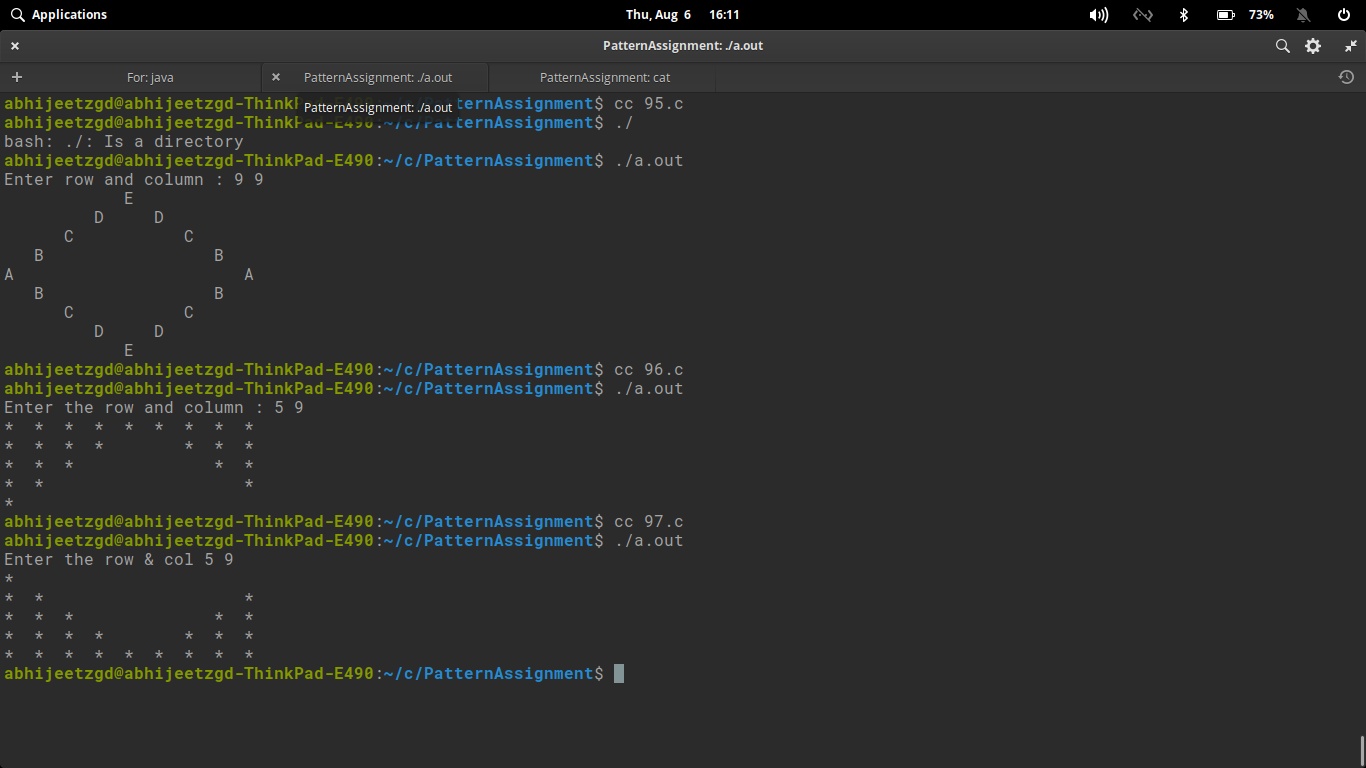 Applications Thu, Aug 6 16:11 73%
PatternAssignment: ./a.out
For: java PatternAssignment: ./a.out PatternAssignment: cat
abhijeetzgd@abhijeetzgd-ThinkP PatternAssignment: ./a.out tternAssignment$ cc 95.c
abhijeetzgd@abhijeetzgd-ThinkPad-E490:~/c/PatternAssignment$ ./
bash: ./: Is a directory
abhijeetzgd@abhijeetzgd-ThinkPad-E490:~/c/PatternAssignment$ ./a.out
Enter row and column : 9 9
            E
         D     D
      C           C
   B                 B
A                       A
   B                 B
      C           C
         D     D
            E
abhijeetzgd@abhijeetzgd-ThinkPad-E490:~/c/PatternAssignment$ cc 96.c
abhijeetzgd@abhijeetzgd-ThinkPad-E490:~/c/PatternAssignment$ ./a.out
Enter the row and column : 5 9
*  *  *  *  *  *  *  *  *
*  *  *  *        *  *  *
*  *  *              *  *
*  *                    *
*
abhijeetzgd@abhijeetzgd-ThinkPad-E490:~/c/PatternAssignment$ cc 97.c
abhijeetzgd@abhijeetzgd-ThinkPad-E490:~/c/PatternAssignment$ ./a.out
Enter the row & col 5 9
*
*  *                    *
*  *  *              *  *
*  *  *  *        *  *  *
*  *  *  *  *  *  *  *  *
abhijeetzgd@abhijeetzgd-ThinkPad-E490:~/c/PatternAssignment$